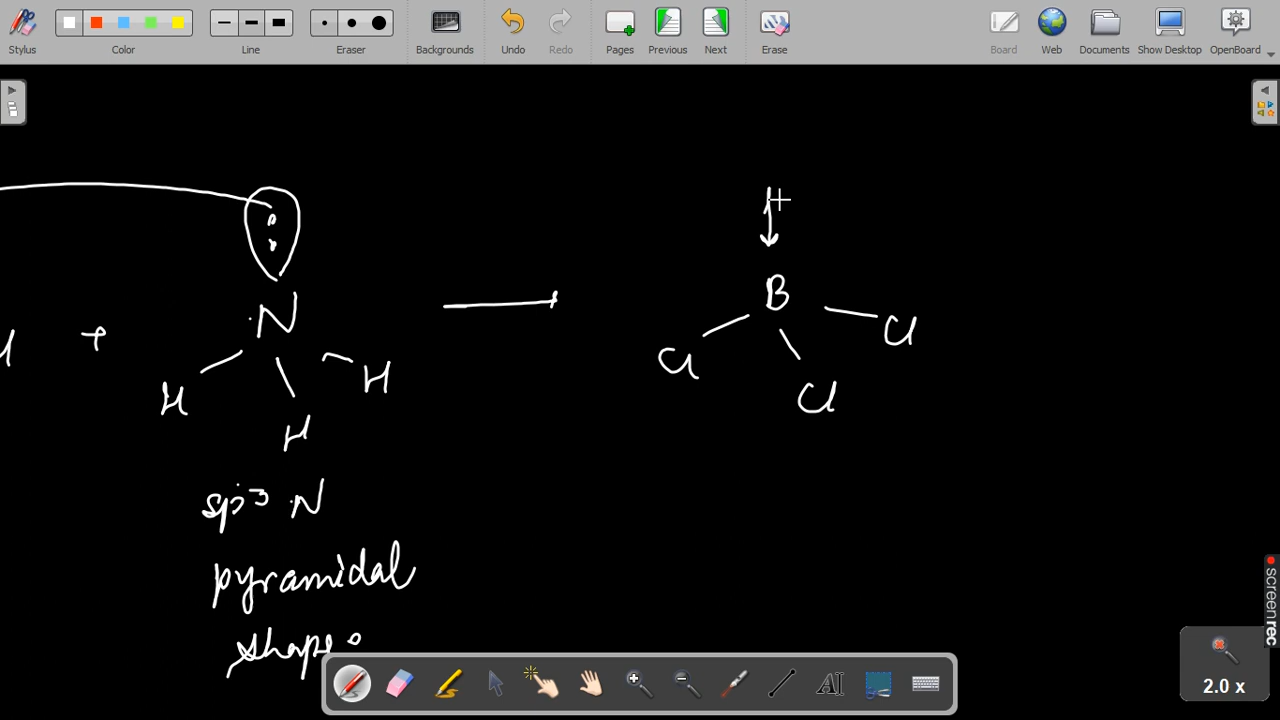 Stylus Color Line Eraser Backgrounds Undo Redo Pages Previous Next Erase Board Web Documents Show Desktop OpenBoard
N
+
H H
H
sp³ N
pyramidal
shape
B
Cl Cl
Cl
AI
screenrec
2.0 x